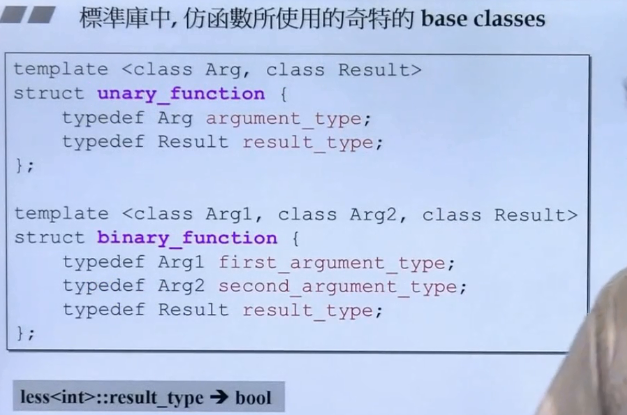 標準庫中, 仿函數所使用的奇特的 base classes
template <class Arg, class Result>
struct unary_function {
    typedef Arg argument_type;
    typedef Result result_type;
};
template <class Arg1, class Arg2, class Result>
struct binary_function {
    typedef Arg1 first_argument_type;
    typedef Arg2 second_argument_type;
    typedef Result result_type;
};
less<int>::result_type ➔ bool